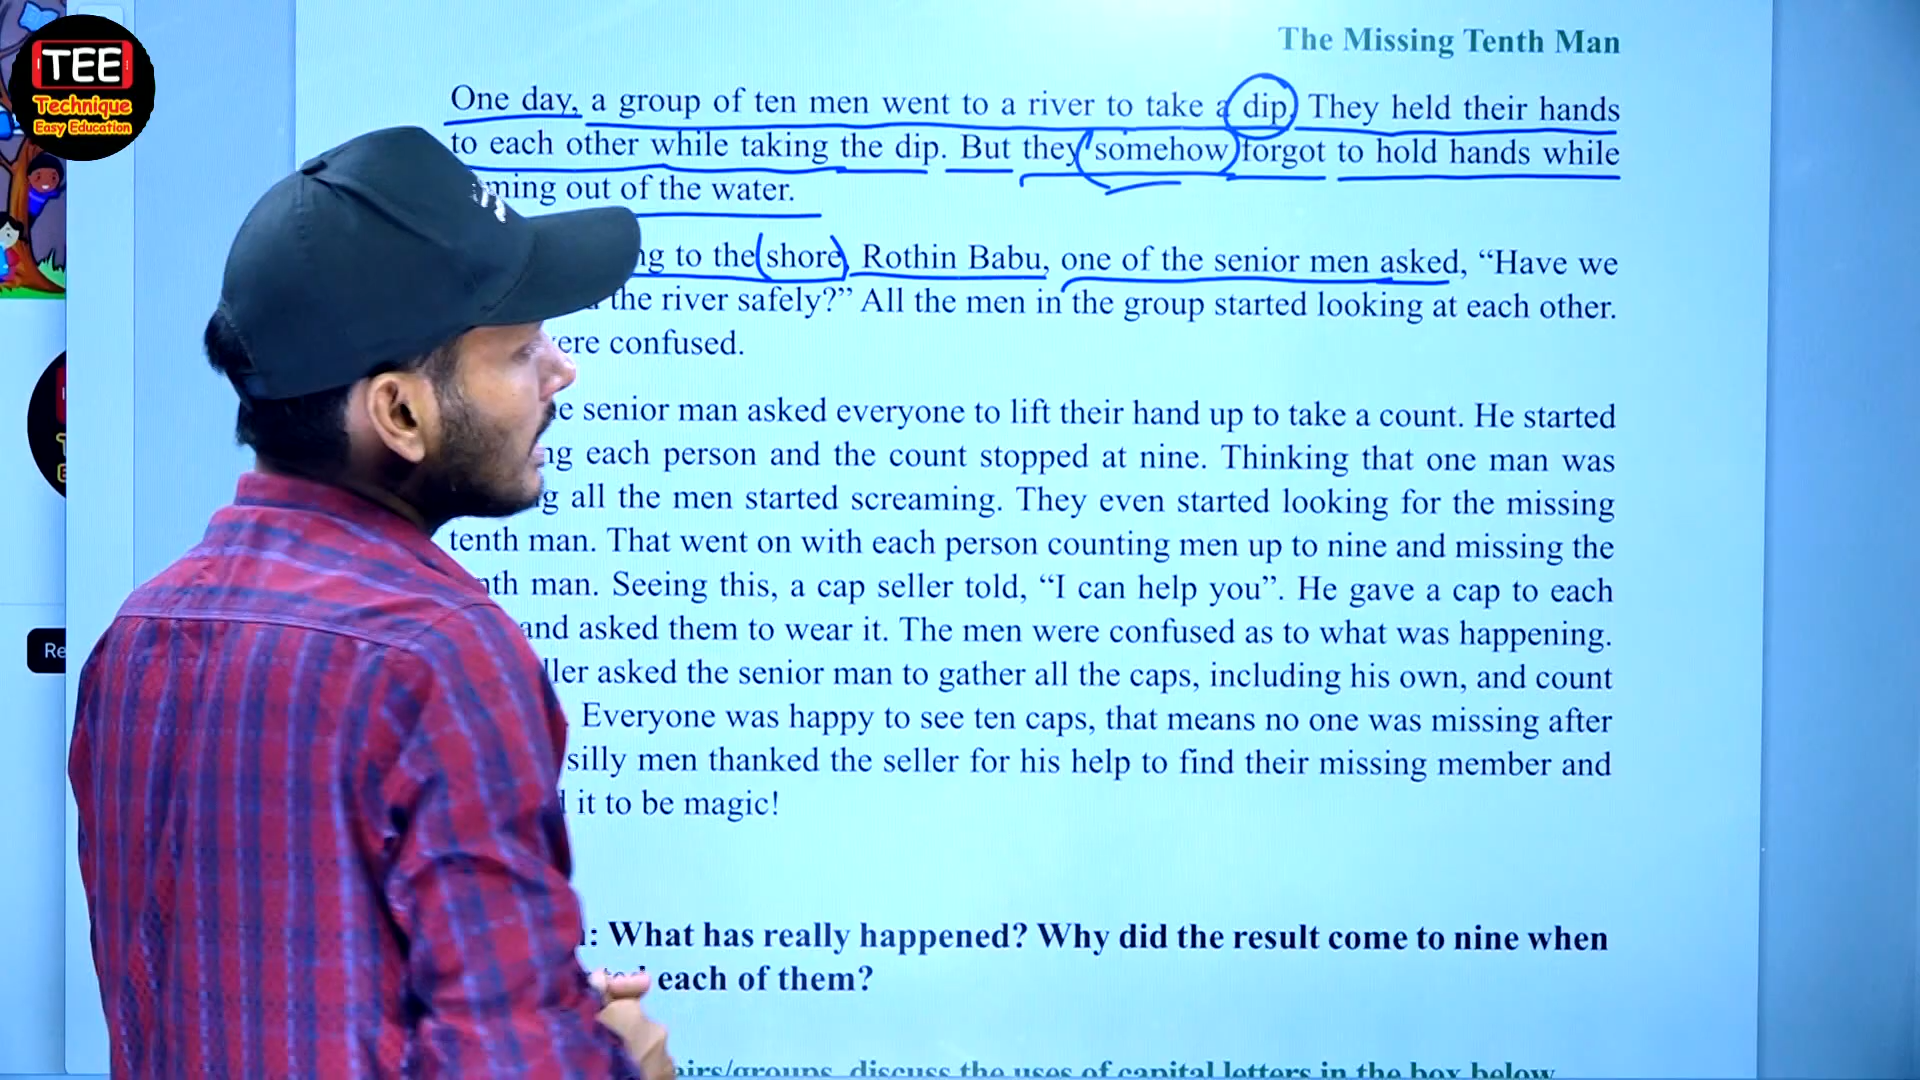 TEE
Technique
Easy Education
The Missing Tenth Man
One day, a group of ten men went to a river to take a dip. They held their hands
to each other while taking the dip. But they somehow forgot to hold hands while
out of the water.
to the shore, Rothin Babu, one of the senior men asked, “Have we
the river safely?” All the men in the group started looking at each other.
confused.
senior man asked everyone to lift their hand up to take a count. He started
each person and the count stopped at nine. Thinking that one man was
all the men started screaming. They even started looking for the missing
tenth man. That went on with each person counting men up to nine and missing the
man. Seeing this, a cap seller told, “I can help you”. He gave a cap to each
and asked them to wear it. The men were confused as to what was happening.
asked the senior man to gather all the caps, including his own, and count
Everyone was happy to see ten caps, that means no one was missing after
silly men thanked the seller for his help to find their missing member and
it to be magic!
: What has really happened? Why did the result come to nine when
each of them?
discuss the uses of capital letters in the box below
Re